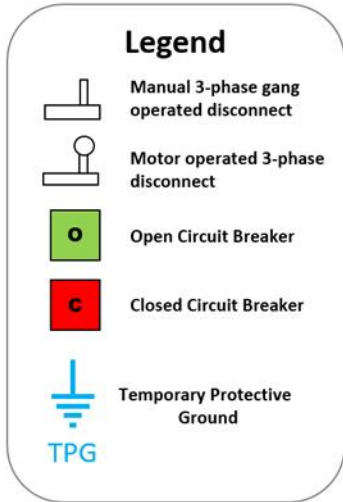 Legend
Manual 3-phase gang
operated disconnect
Motor operated 3-phase
disconnect
O
Open Circuit Breaker
C
Closed Circuit Breaker
Temporary Protective
Ground
TPG